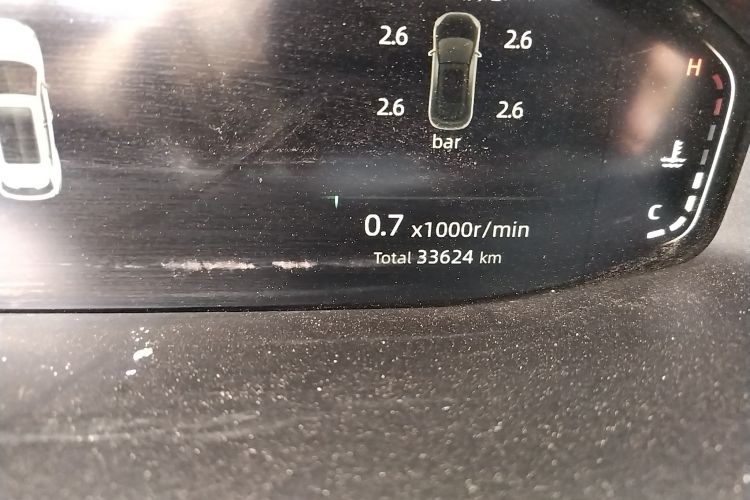 2.6 2.6
H
2.6 2.6
bar
C
0.7 x1000r/min
Total 33624 km